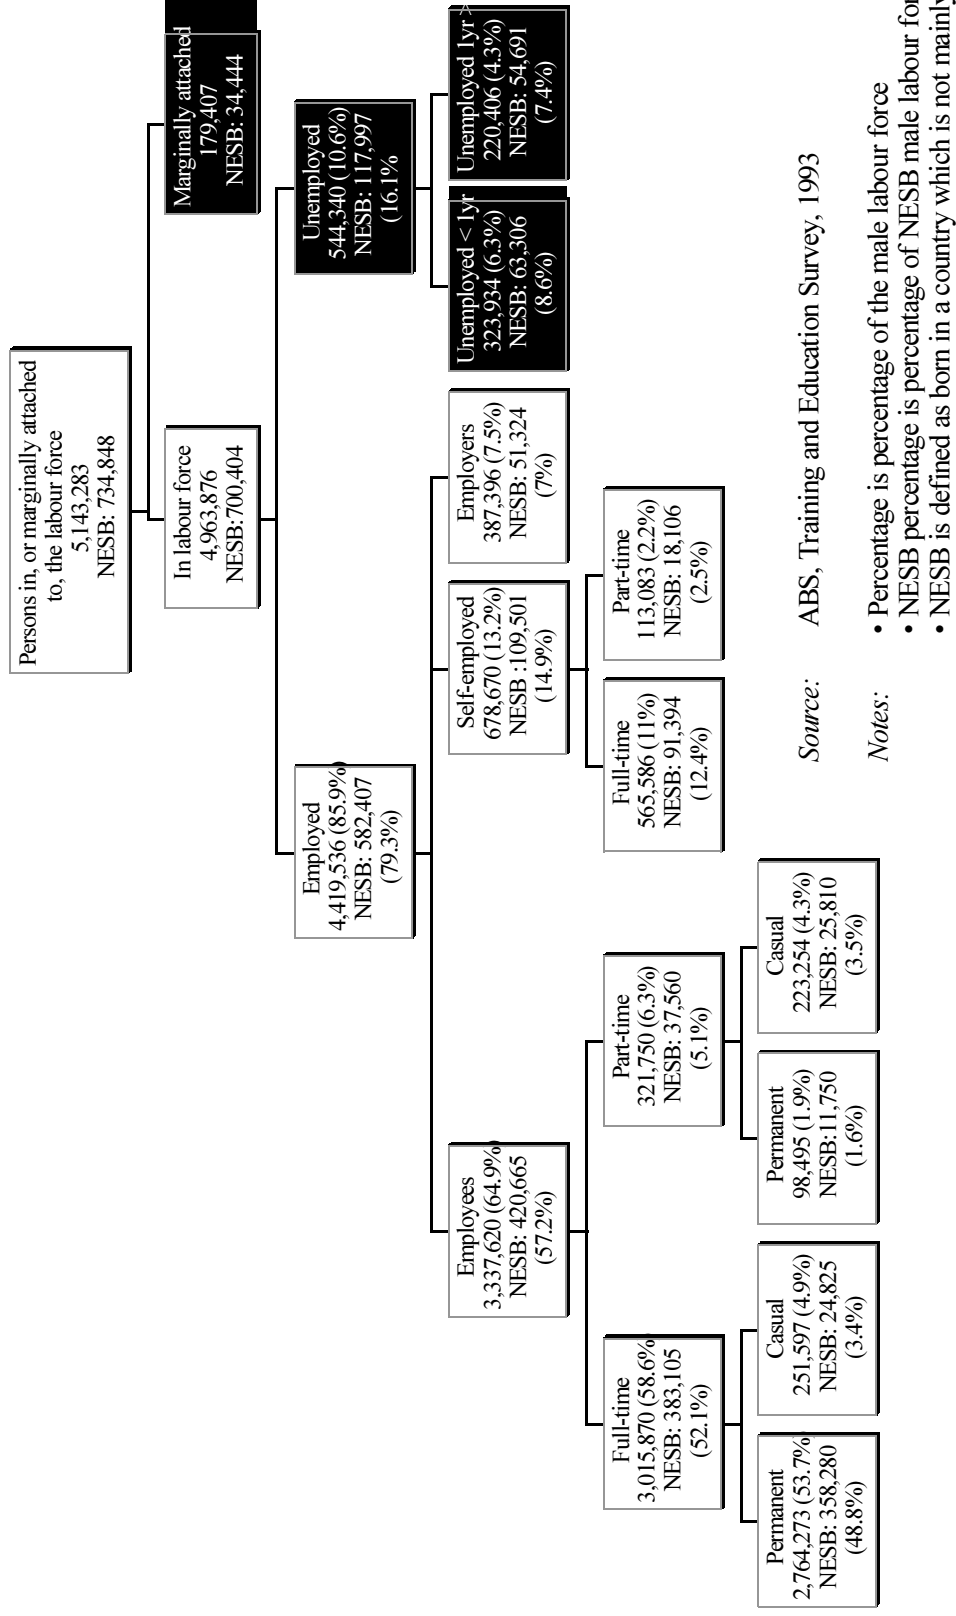 Persons in, or marginally attached
to, the labour force
5,143,283
NESB: 734,848
In labour force
4,963,876
NESB:700,404
Marginally attached
179,407
NESB: 34,444
Employed
4,419,536 (85.9%)
NESB: 582,407
(79.3%)
Unemployed
544,340 (10.6%)
NESB: 117,997
(16.1%
Employees
3,337,620 (64.9%)
NESB: 420,665
(57.2%)
Self-employed
678,670 (13.2%)
NESB :109,501
(14.9%)
Employers
387,396 (7.5%)
NESB: 51,324
(7%)
Unemployed < 1yr
323,934 (6.3%)
NESB: 63,306
(8.6%)
Unemployed 1yr >
220,406 (4.3%)
NESB: 54,691
(7.4%)
Full-time
3,015,870 (58.6%)
NESB: 383,105
(52.1%)
Part-time
321,750 (6.3%)
NESB: 37,560
(5.1%)
Full-time
565,586 (11%)
NESB: 91,394
(12.4%)
Part-time
113,083 (2.2%)
NESB: 18,106
(2.5%)
Permanent
2,764,273 (53.7%)
NESB: 358,280
(48.8%)
Casual
251,597 (4.9%)
NESB: 24,825
(3.4%)
Permanent
98,495 (1.9%)
NESB:11,750
(1.6%)
Casual
223,254 (4.3%)
NESB: 25,810
(3.5%)
Source: ABS, Training and Education Survey, 1993
Notes: • Percentage is percentage of the male labour force
• NESB percentage is percentage of NESB male labour for
• NESB is defined as born in a country which is not mainly